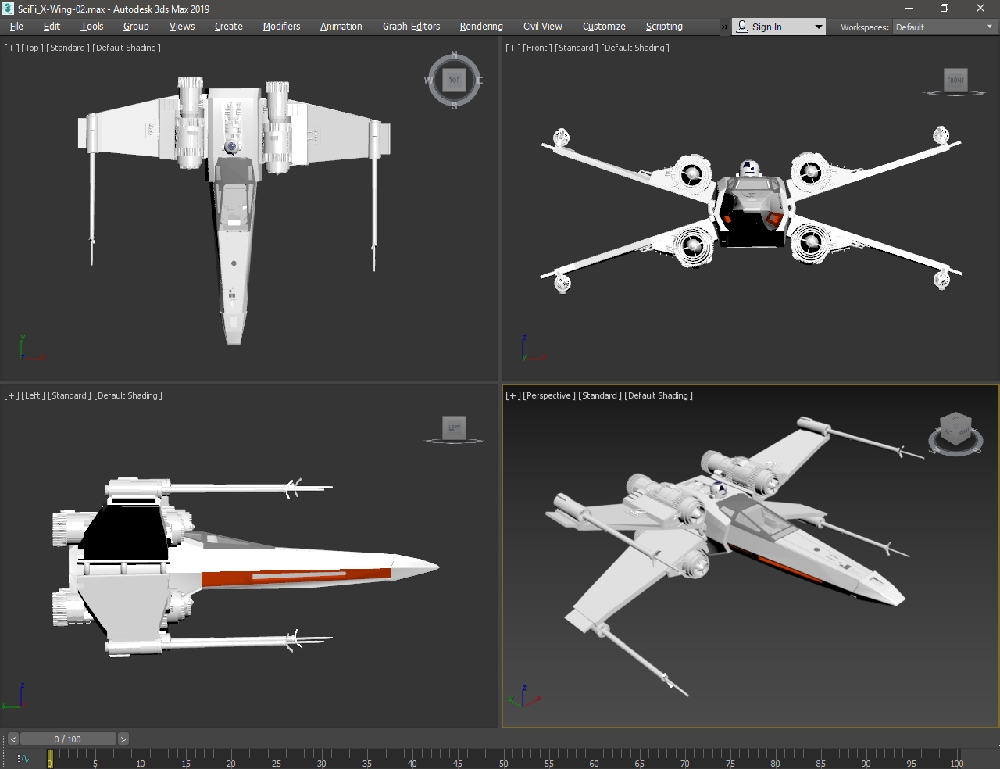 SciFi_X-Wing-02.max - Autodesk 3ds Max 2019
File Edit Tools Group Views Create Modifiers Animation Graph Editors Rendering Civil View Customize Scripting » Sign In Workspaces: Default
[+] [Top] [Standard] [Default Shading]
[+] [Front] [Standard] [Default Shading]
N
W TOP E
S
FRONT
[+] [Left] [Standard] [Default Shading]
[+] [Perspective] [Standard] [Default Shading]
LEFT
< 0 / 100 >
0 5 10 15 20 25 30 35 40 45 50 55 60 65 70 75 80 85 90 95 100